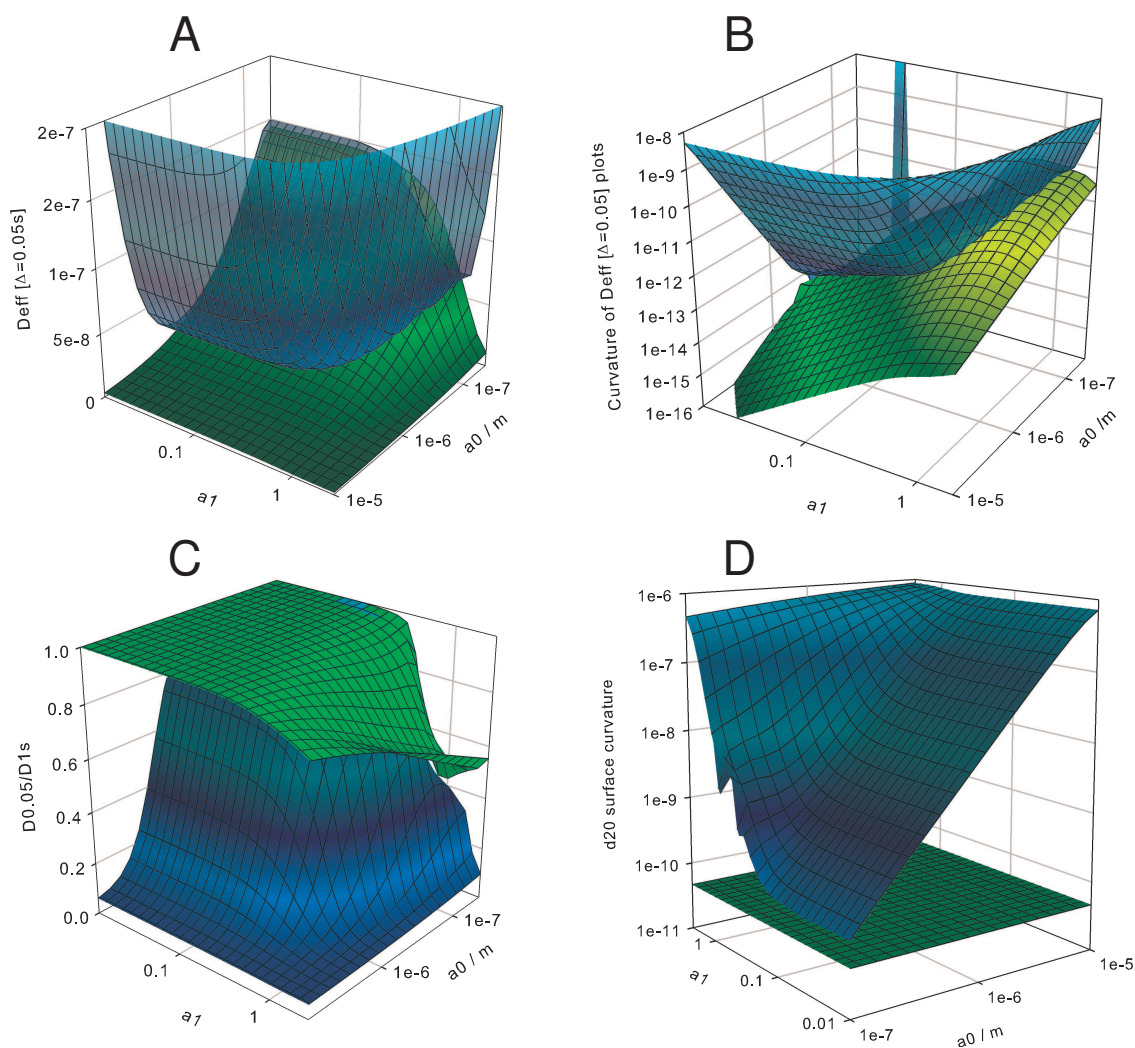 A
2e-7
2e-7
1e-7
5e-8
0
Deff [Δ=0.05s]
0.1
1
a1
1e-7
1e-6
1e-5
a0 / m
B
1e-8
1e-9
1e-10
1e-11
1e-12
1e-13
1e-14
1e-15
1e-16
Curvature of Deff [Δ=0.05] plots
0.1
1
a1
1e-7
1e-6
1e-5
a0 / m
C
1.0
0.8
0.6
0.4
0.2
0.0
D0.05/D1s
0.1
1
a1
1e-7
1e-6
a0 / m
D
1e-6
1e-7
1e-8
1e-9
1e-10
1e-11
d20 surface curvature
1
0.1
0.01
a1
1e-5
1e-6
1e-7
a0 / m